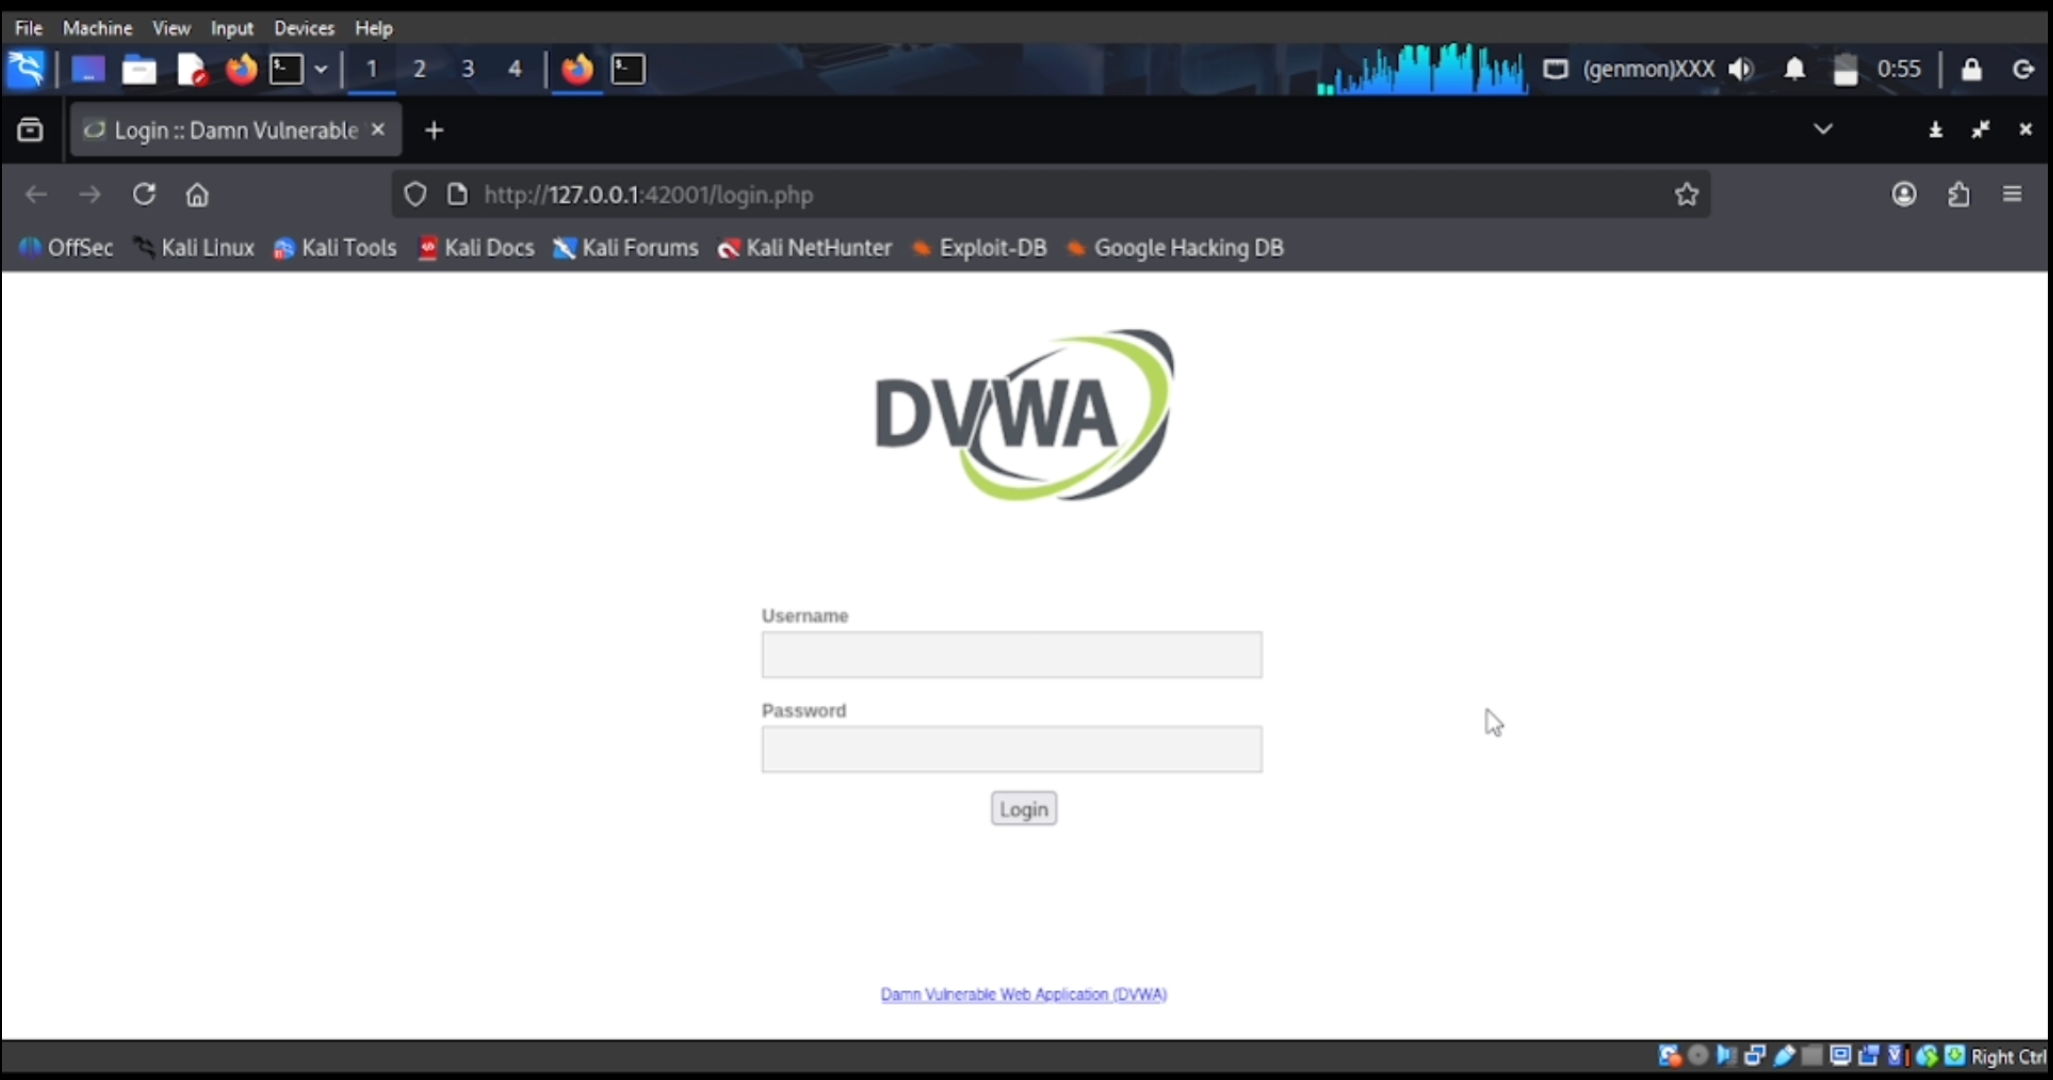 File Machine View Input Devices Help
1 2 3 4 (genmon)XXX 0:55
Login :: Damn Vulnerable
http://127.0.0.1:42001/login.php
OffSec Kali Linux Kali Tools Kali Docs Kali Forums Kali NetHunter Exploit-DB Google Hacking DB
DVWA
Username
Password
Login
Damn Vulnerable Web Application (DVWA)
Right Ctrl